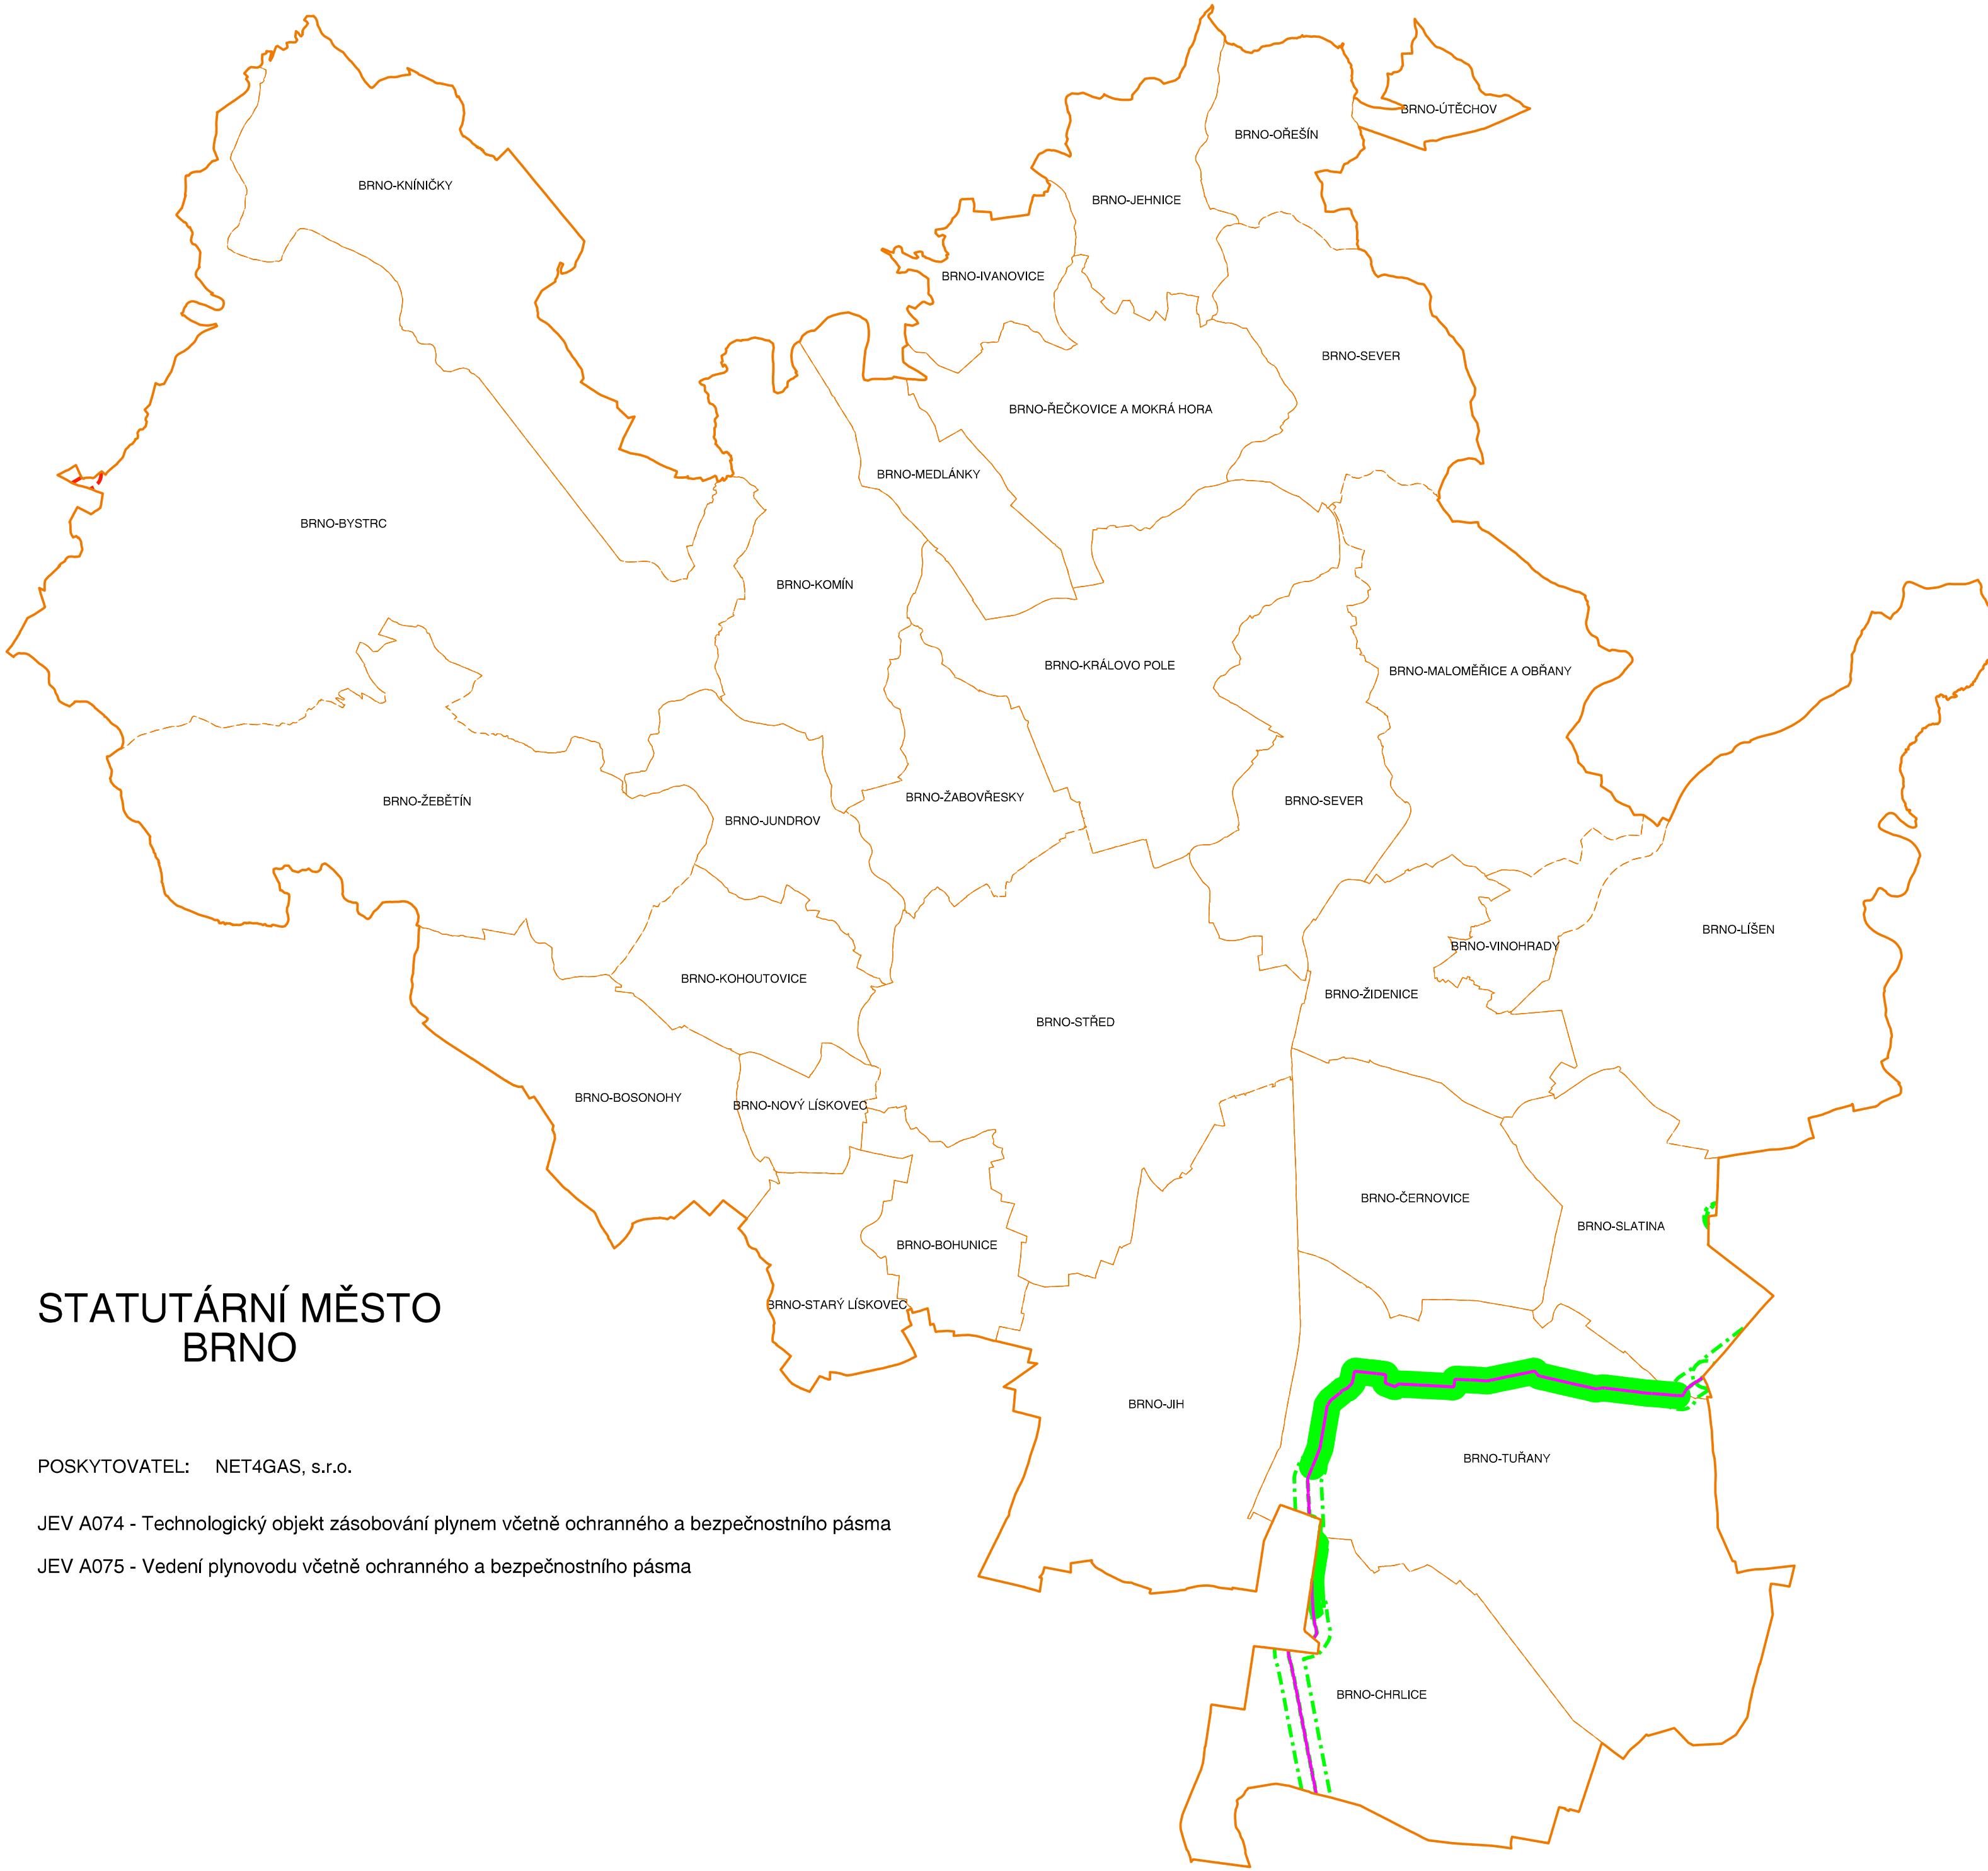 BRNO-ÚTĚCHOV
BRNO-OŘEŠÍN
BRNO-KNÍNIČKY
BRNO-JEHNICE
BRNO-IVANOVICE
BRNO-SEVER
BRNO-ŘEČKOVICE A MOKRÁ HORA
BRNO-MEDLÁNKY
BRNO-BYSTRC
BRNO-KOMÍN
BRNO-KRÁLOVO POLE
BRNO-MALOMĚŘICE A OBŘANY
BRNO-ŽEBĚTÍN
BRNO-ŽABOVŘESKY
BRNO-SEVER
BRNO-JUNDROV
BRNO-LÍŠEN
BRNO-VINOHRADY
BRNO-KOHOUTOVICE
BRNO-ŽIDENICE
BRNO-STŘED
BRNO-BOSONOHY
BRNO-NOVÝ LÍSKOVEC
BRNO-ČERNOVICE
BRNO-SLATINA
BRNO-BOHUNICE
BRNO-STARÝ LÍSKOVEC
STATUTÁRNÍ MĚSTO
BRNO
BRNO-JIH
BRNO-TUŘANY
POSKYTOVATEL: NET4GAS, s.r.o.
JEV A074 - Technologický objekt zásobování plynem včetně ochranného a bezpečnostního pásma
JEV A075 - Vedení plynovodu včetně ochranného a bezpečnostního pásma
BRNO-CHRLICE